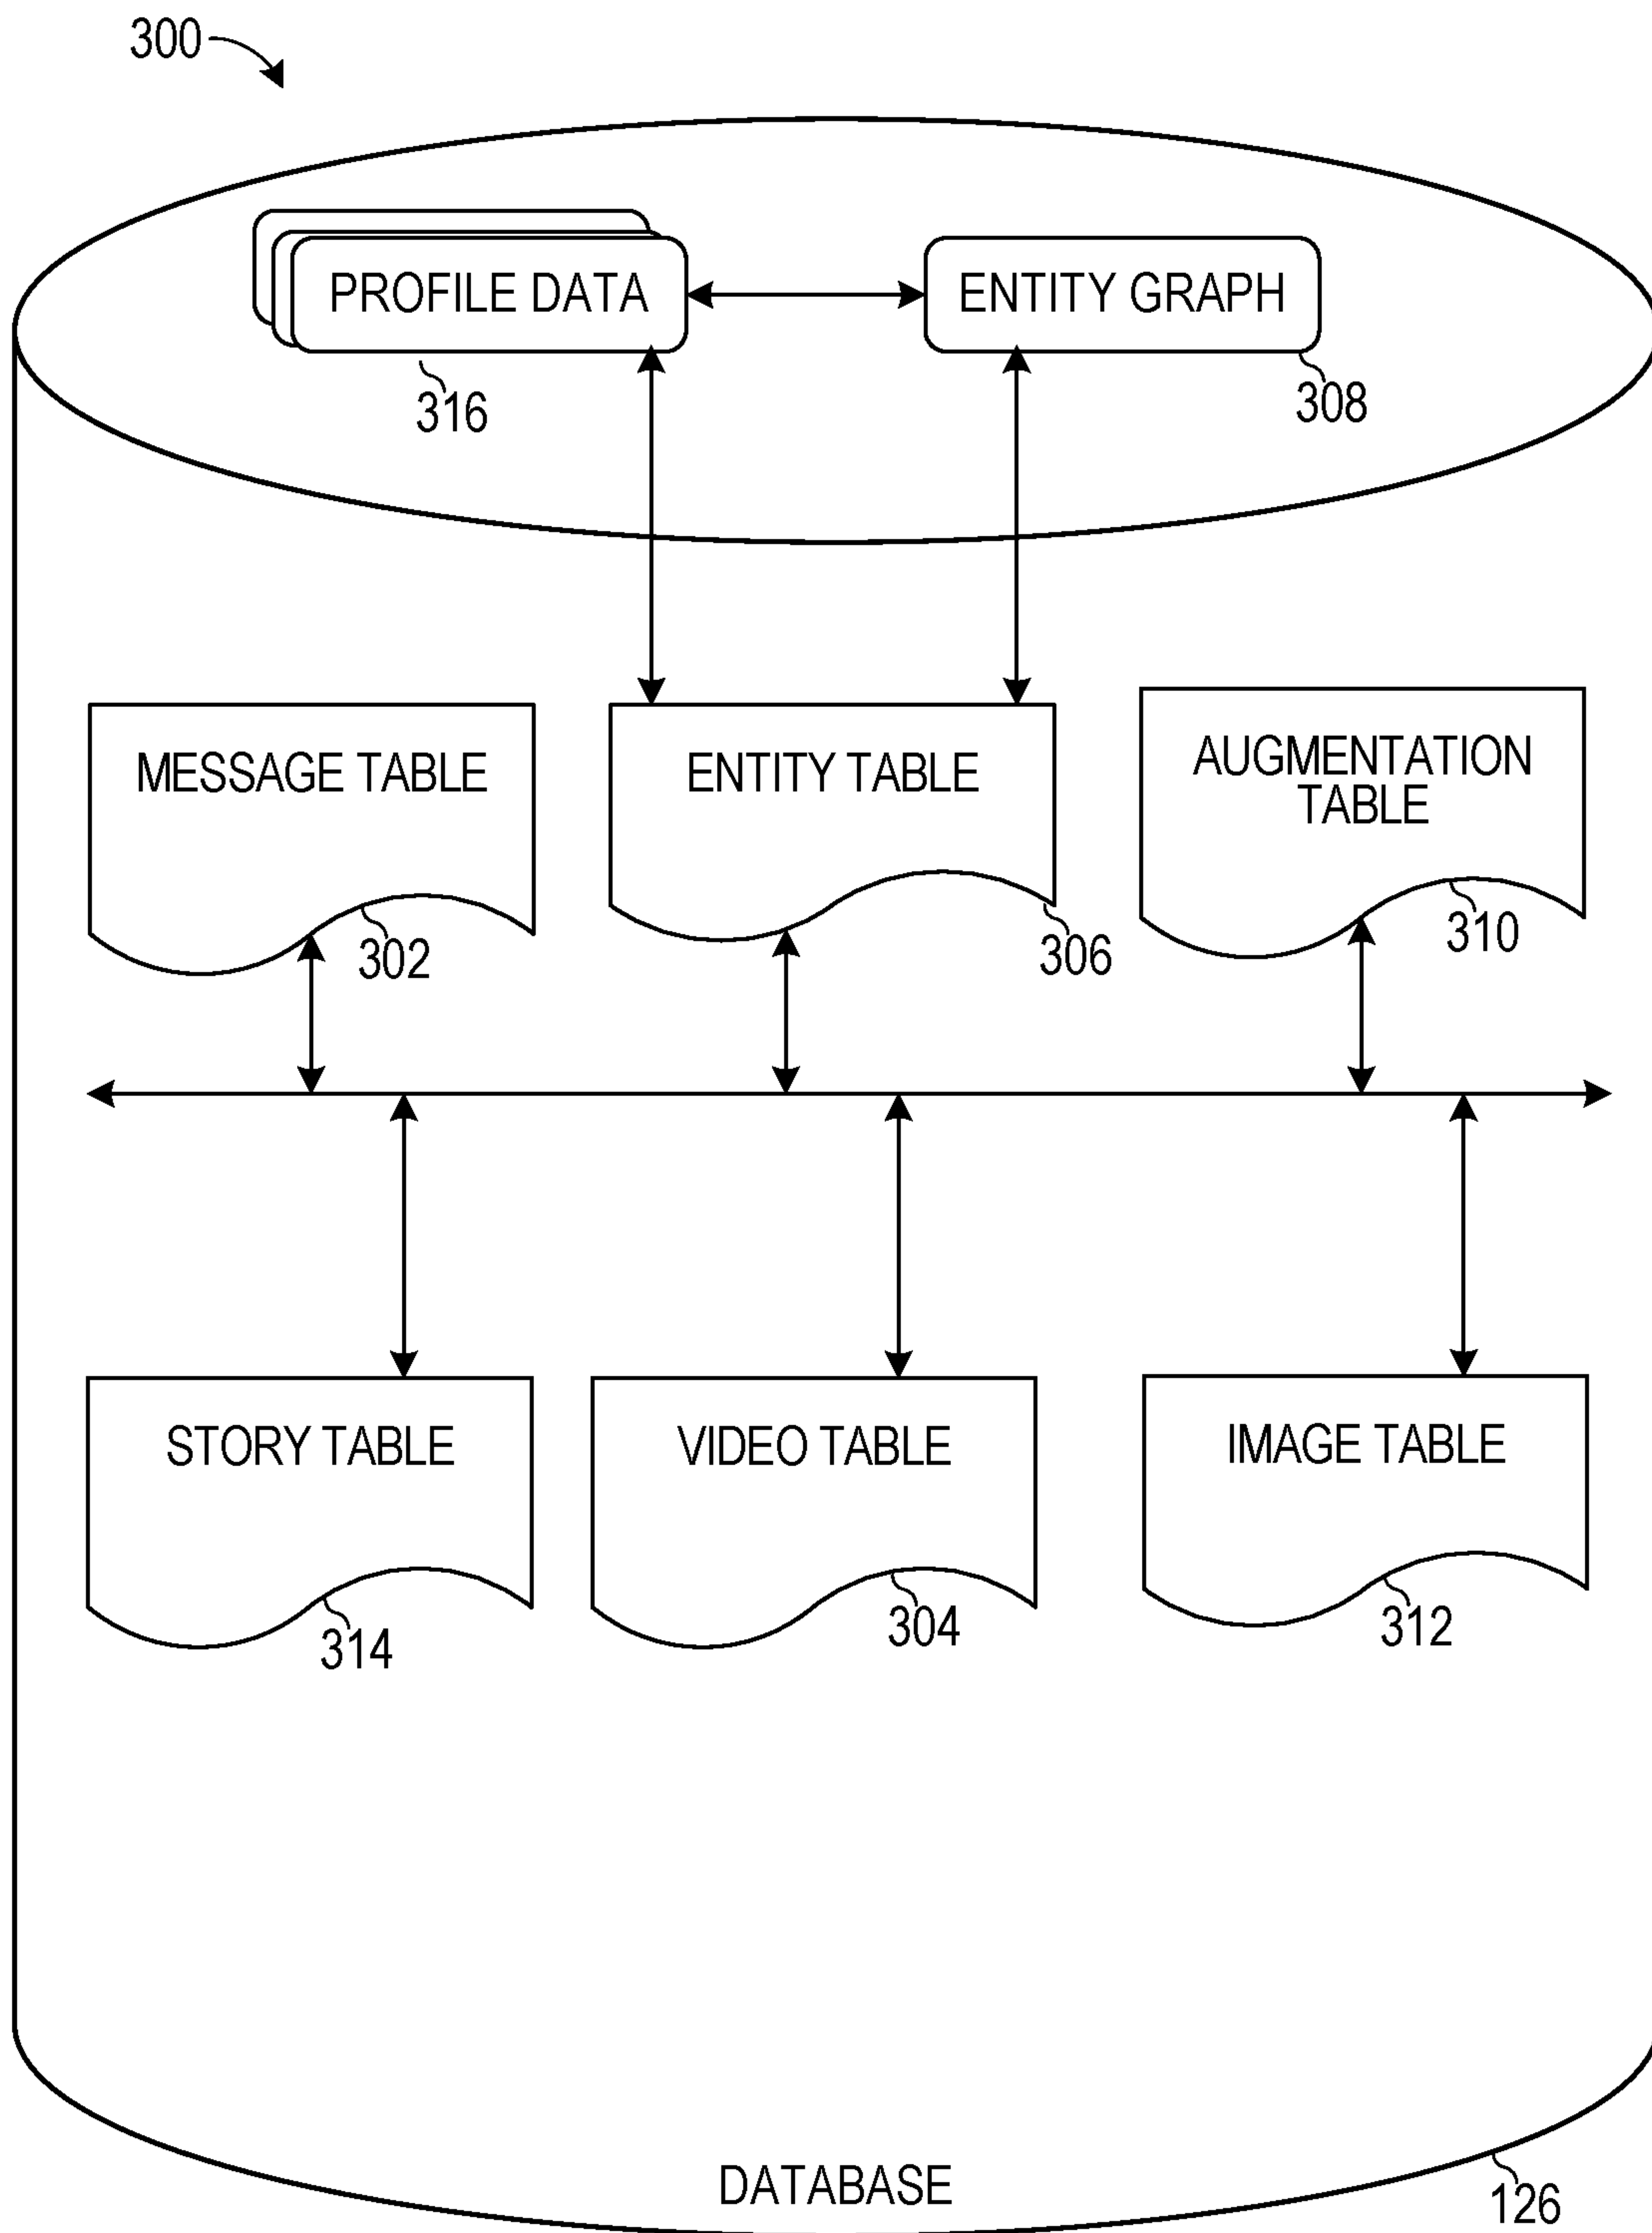 300
PROFILE DATA
ENTITY GRAPH
316
308
MESSAGE TABLE
ENTITY TABLE
AUGMENTATION
TABLE
302
306
310
STORY TABLE
VIDEO TABLE
IMAGE TABLE
314
304
312
DATABASE
126